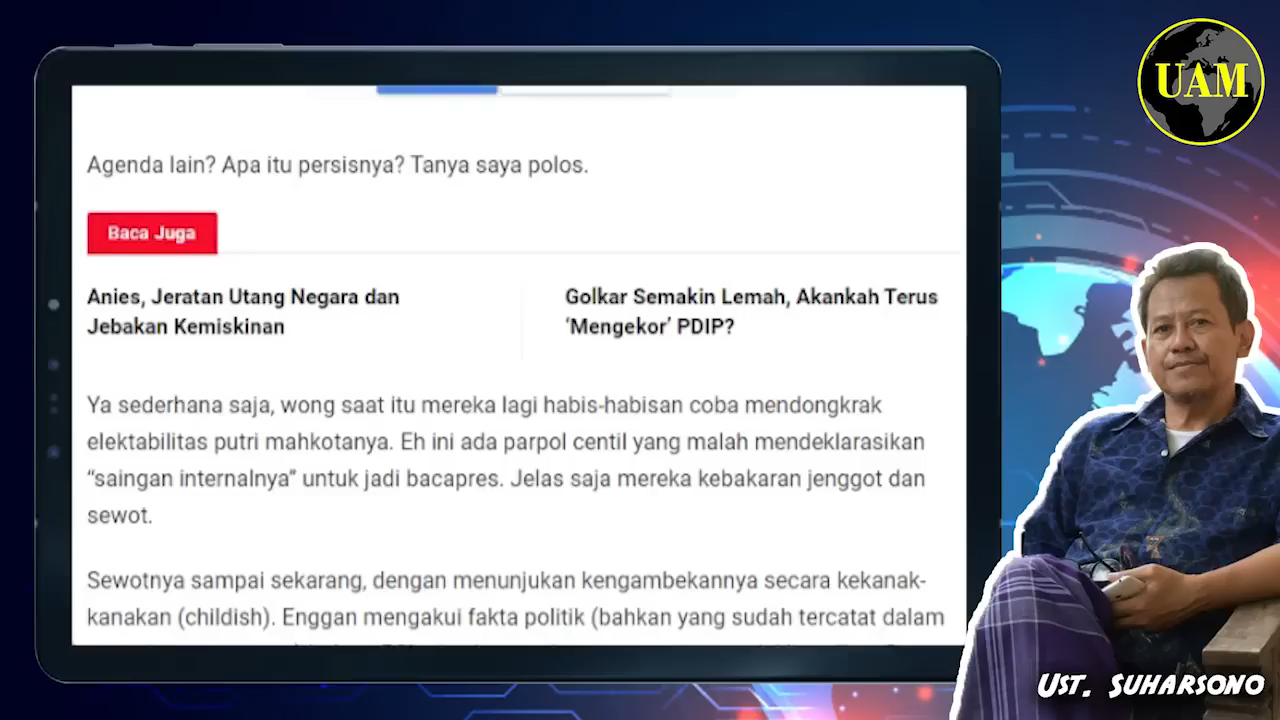 UAM
Agenda lain? Apa itu persisnya? Tanya saya polos.
Baca Juga
Anies, Jeratan Utang Negara dan
Jebakan Kemiskinan
Golkar Semakin Lemah, Akankah Terus
‘Mengekor’ PDIP?
Ya sederhana saja, wong saat itu mereka lagi habis-habisan coba mendongkrak
elektabilitas putri mahkotanya. Eh ini ada parpol centil yang malah mendeklarasikan
“saingan internalnya” untuk jadi bacapres. Jelas saja mereka kebakaran jenggot dan
sewot.
Sewotnya sampai sekarang, dengan menunjukan kengambekannya secara kekanak-
kanakan (childish). Enggan mengakui fakta politik (bahkan yang sudah tercatat dalam
UST. SUHARSONO